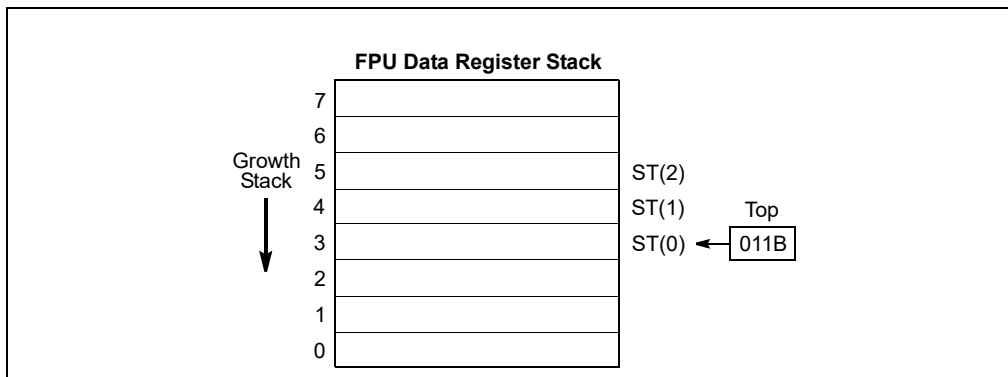 FPU Data Register Stack
7
6
Growth
Stack
5
ST(2)
4
ST(1)
Top
3
ST(0)
011B
2
1
0